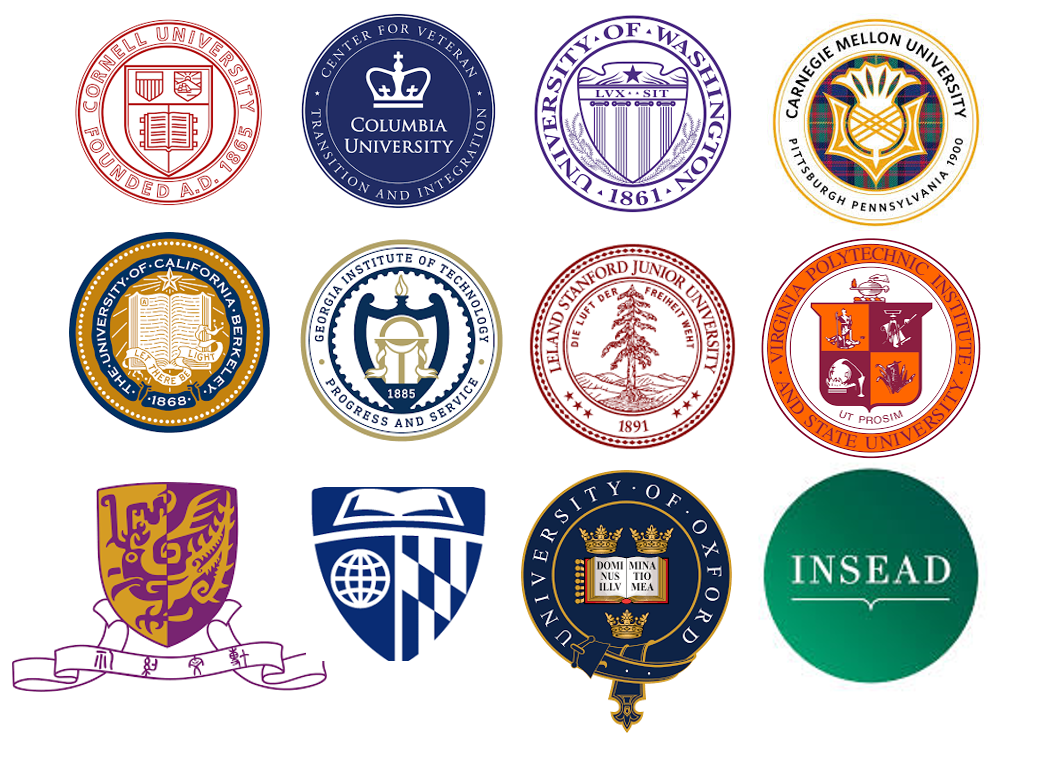 CORNELL UNIVERSITY
FOUNDED A.D. 1865
CENTER FOR VETERAN
TRANSITION AND INTEGRATION
COLUMBIA
UNIVERSITY
UNIVERSITY OF WASHINGTON
LVX · · SIT
· 1861 ·
CARNEGIE MELLON UNIVERSITY
PITTSBURGH PENNSYLVANIA 1900
·THE·UNIVERSITY·OF·CALIFORNIA·BERKELEY·
A
LET THERE BE LIGHT
·1868·
GEORGIA INSTITUTE OF TECHNOLOGY
1885
PROGRESS AND SERVICE
LELAND STANFORD JUNIOR UNIVERSITY
DIE LUFT DER FREIHEIT WEHT
1891
VIRGINIA POLYTECHNIC INSTITUTE
AND STATE UNIVERSITY
UT PROSIM
UNIVERSITY·OF·OXFORD
DOMI MINA
NUS TIO
ILLV MEA
INSEAD